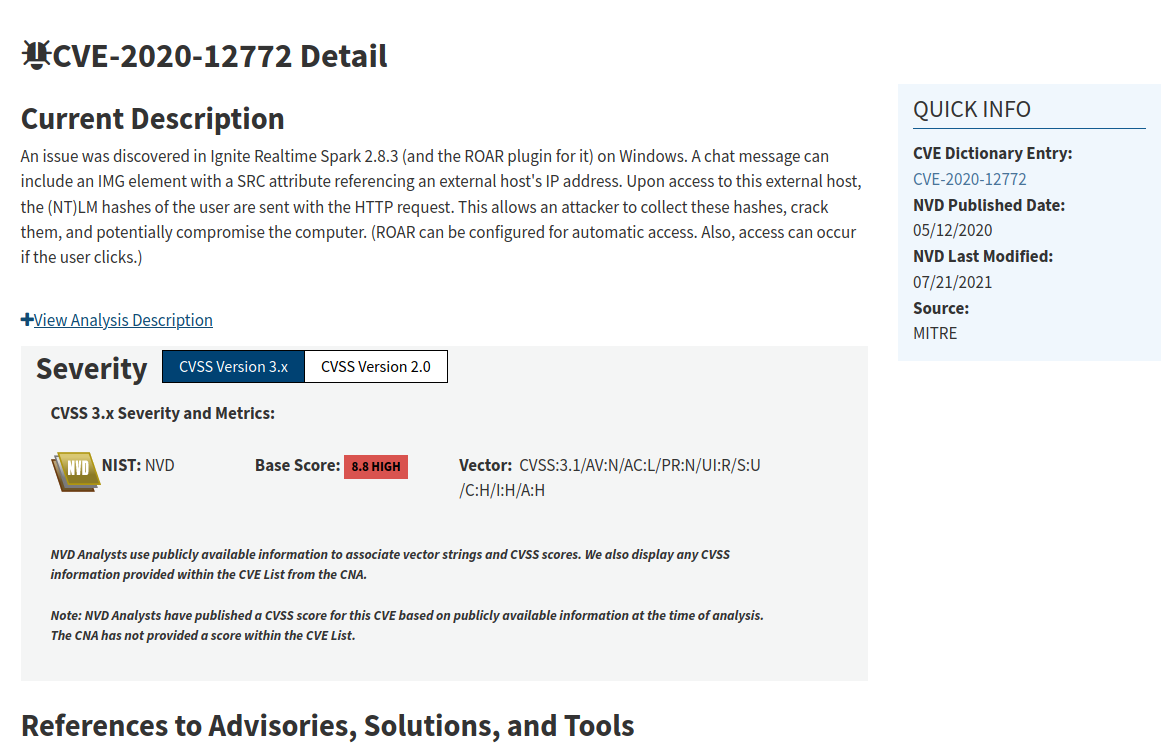 CVE-2020-12772 Detail
Current Description
An issue was discovered in Ignite Realtime Spark 2.8.3 (and the ROAR plugin for it) on Windows. A chat message can
include an IMG element with a SRC attribute referencing an external host's IP address. Upon access to this external host,
the (NT)LM hashes of the user are sent with the HTTP request. This allows an attacker to collect these hashes, crack
them, and potentially compromise the computer. (ROAR can be configured for automatic access. Also, access can occur
if the user clicks.)
View Analysis Description
Severity
CVSS Version 3.x
CVSS Version 2.0
CVSS 3.x Severity and Metrics:
NVD
NIST: NVD
Base Score: 8.8 HIGH
Vector: CVSS:3.1/AV:N/AC:L/PR:N/UI:R/S:U
/C:H/I:H/A:H
NVD Analysts use publicly available information to associate vector strings and CVSS scores. We also display any CVSS
information provided within the CVE List from the CNA.
Note: NVD Analysts have published a CVSS score for this CVE based on publicly available information at the time of analysis.
The CNA has not provided a score within the CVE List.
References to Advisories, Solutions, and Tools
QUICK INFO
CVE Dictionary Entry:
CVE-2020-12772
NVD Published Date:
05/12/2020
NVD Last Modified:
07/21/2021
Source:
MITRE